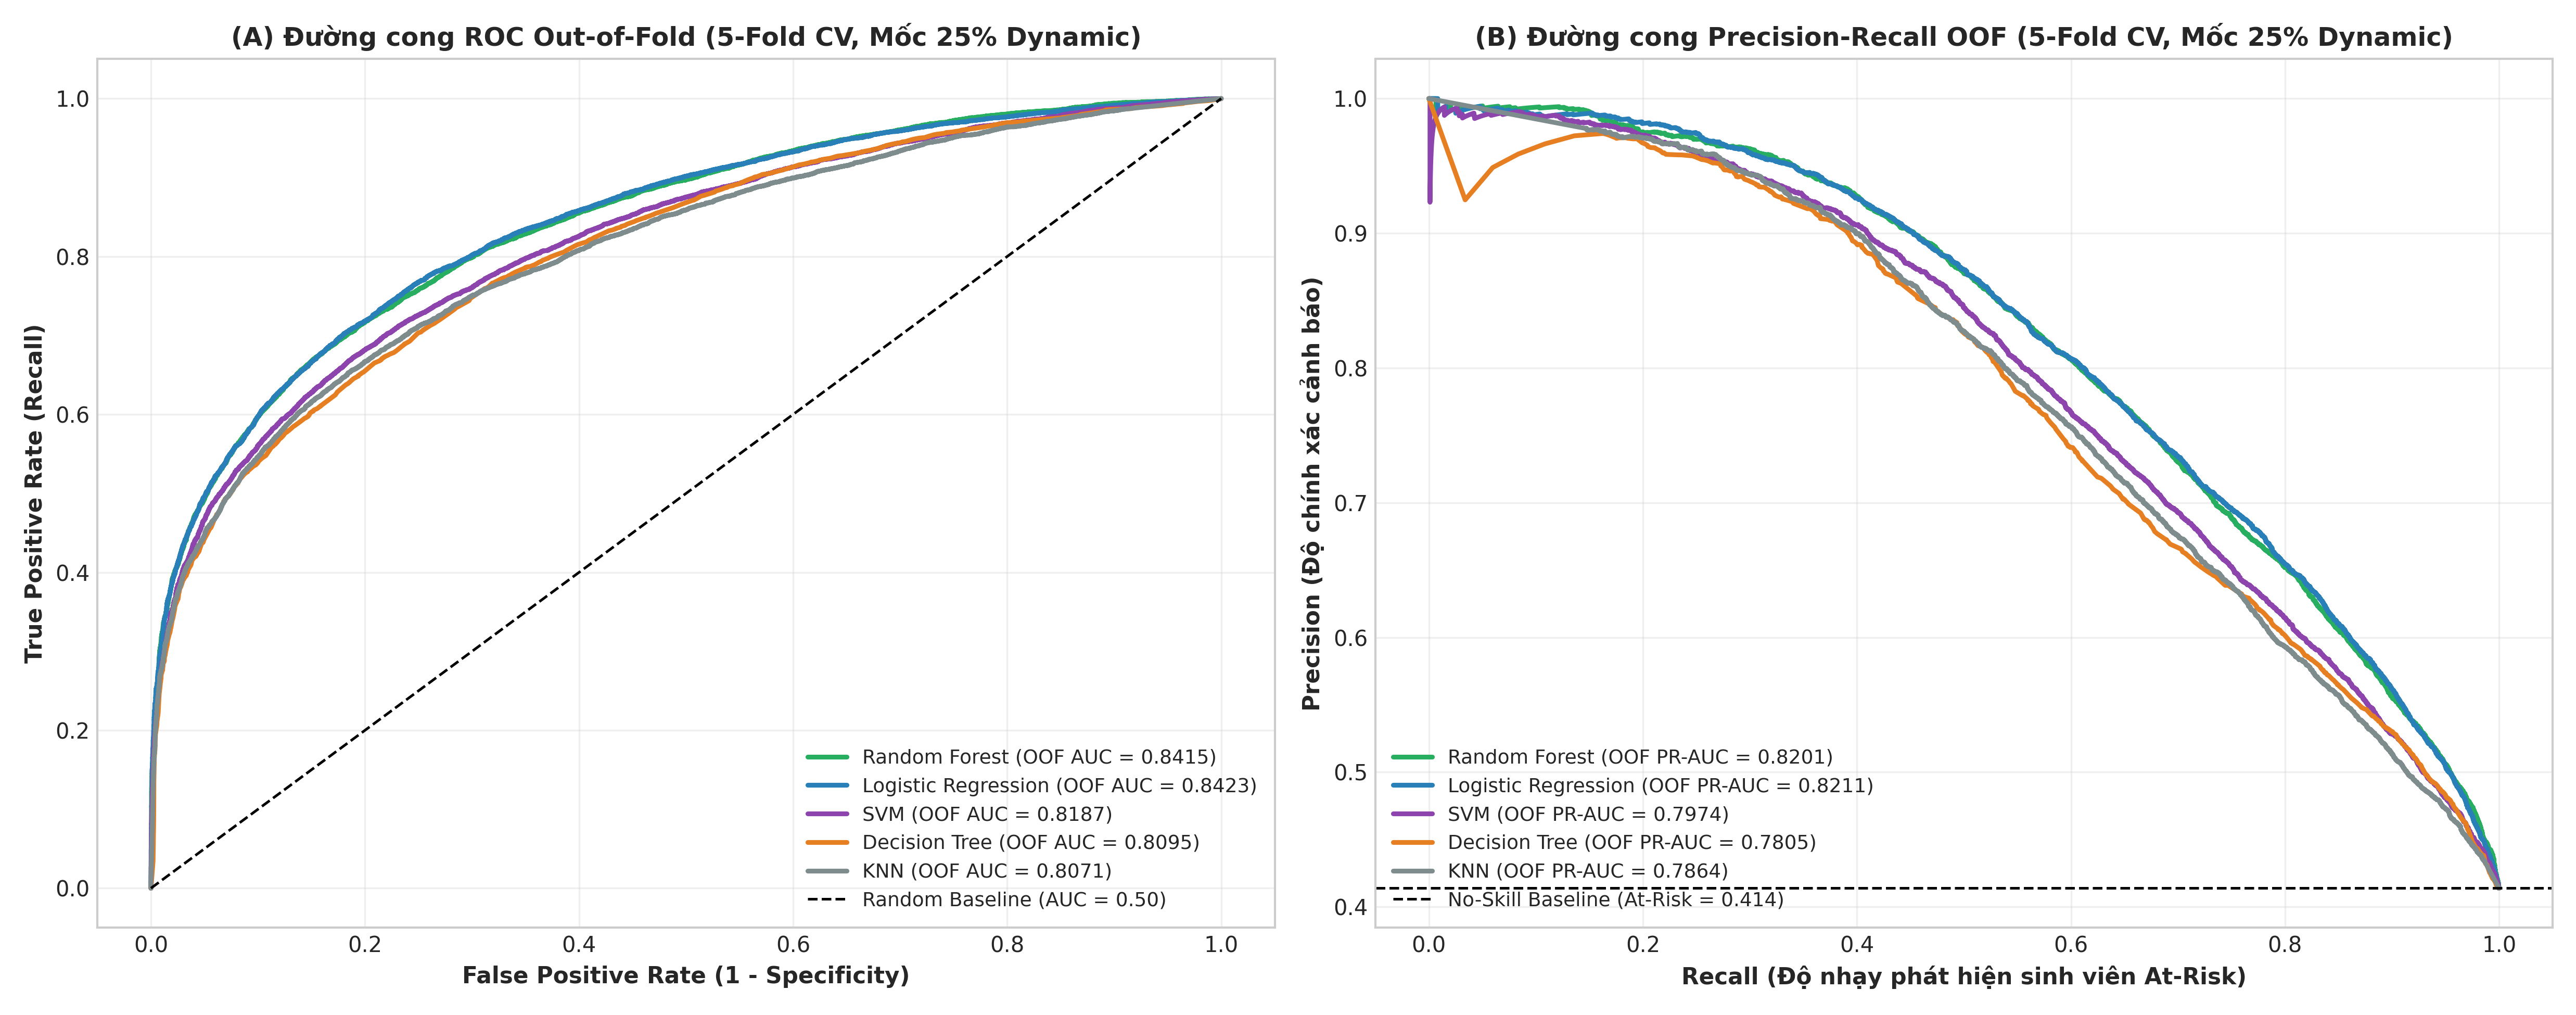 (A) Đường cong ROC Out-of-Fold (5-Fold CV, Mốc 25% Dynamic)
True Positive Rate (Recall)
1.0
0.8
0.6
0.4
0.2
0.0
Random Forest (OOF AUC = 0.8415)
Logistic Regression (OOF AUC = 0.8423)
SVM (OOF AUC = 0.8187)
Decision Tree (OOF AUC = 0.8095)
KNN (OOF AUC = 0.8071)
Random Baseline (AUC = 0.50)
0.0 0.2 0.4 0.6 0.8 1.0
False Positive Rate (1 - Specificity)
(B) Đường cong Precision-Recall OOF (5-Fold CV, Mốc 25% Dynamic)
Precision (Độ chính xác cảnh báo)
1.0
0.9
0.8
0.7
0.6
0.5
0.4
Random Forest (OOF PR-AUC = 0.8201)
Logistic Regression (OOF PR-AUC = 0.8211)
SVM (OOF PR-AUC = 0.7974)
Decision Tree (OOF PR-AUC = 0.7805)
KNN (OOF PR-AUC = 0.7864)
No-Skill Baseline (At-Risk = 0.414)
0.0 0.2 0.4 0.6 0.8 1.0
Recall (Độ nhạy phát hiện sinh viên At-Risk)